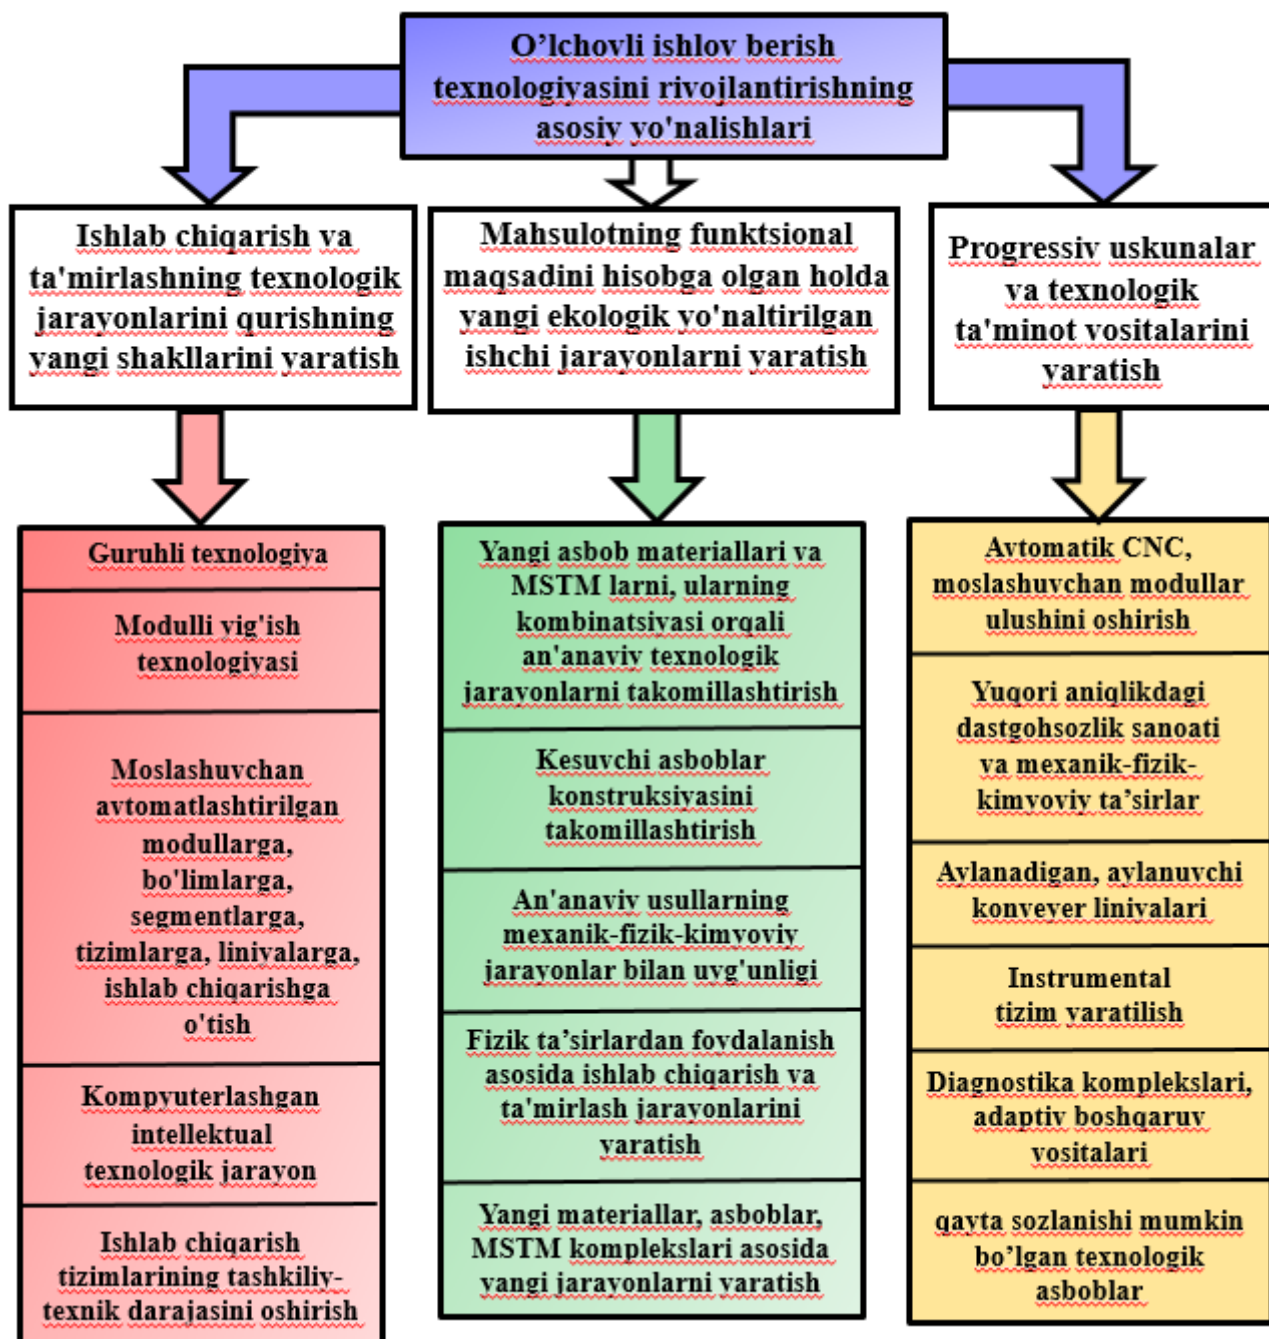 O’lchovli ishlov berish
texnologiyasini rivojlantirishning
asosiy yo'nalishlari
Ishlab chiqarish va
ta'mirlashning texnologik
jarayonlarini qurishning
yangi shakllarini yaratish
Mahsulotning funktsional
maqsadini hisobga olgan holda
yangi ekologik yo'naltirilgan
ishchi jarayonlarni yaratish
Progressiv uskunalar
va texnologik
ta'minot vositalarini
yaratish
Guruhli texnologiya
Modulli yig'ish
texnologiyasi
Moslashuvchan
avtomatlashtirilgan
modullarga,
bo'limlarga,
segmentlarga,
tizimlarga, liniyalarga,
ishlab chiqarishga
o'tish
Kompyuterlashgan
intellektual
texnologik jarayon
Ishlab chiqarish
tizimlarining tashkiliy-
texnik darajasini oshirish
Yangi asbob materiallari va
MSTM larni, ularning
kombinatsiyasi orqali
an'anaviy texnologik
jarayonlarni takomillashtirish
Kesuvchi asboblar
konstruksiyasini
takomillashtirish
An'anaviy usullarning
mexanik-fizik-kimyoviy
jarayonlar bilan uyg'unligi
Fizik ta’sirlardan foydalanish
asosida ishlab chiqarish va
ta'mirlash jarayonlarini
yaratish
Yangi materiallar, asboblar,
MSTM komplekslari asosida
yangi jarayonlarni yaratish
Avtomatik CNC,
moslashuvchan modullar
ulushini oshirish
Yuqori aniqlikdagi
dastgohsozlik sanoati
va mexanik-fizik-
kimyoviy ta’sirlar
Aylanadigan, aylanuvchi
konveyer liniyalari
Instrumental
tizim yaratilish
Diagnostika komplekslari,
adaptiv boshqaruv
vositalari
qayta sozlanishi mumkin
bo’lgan texnologik
asboblar